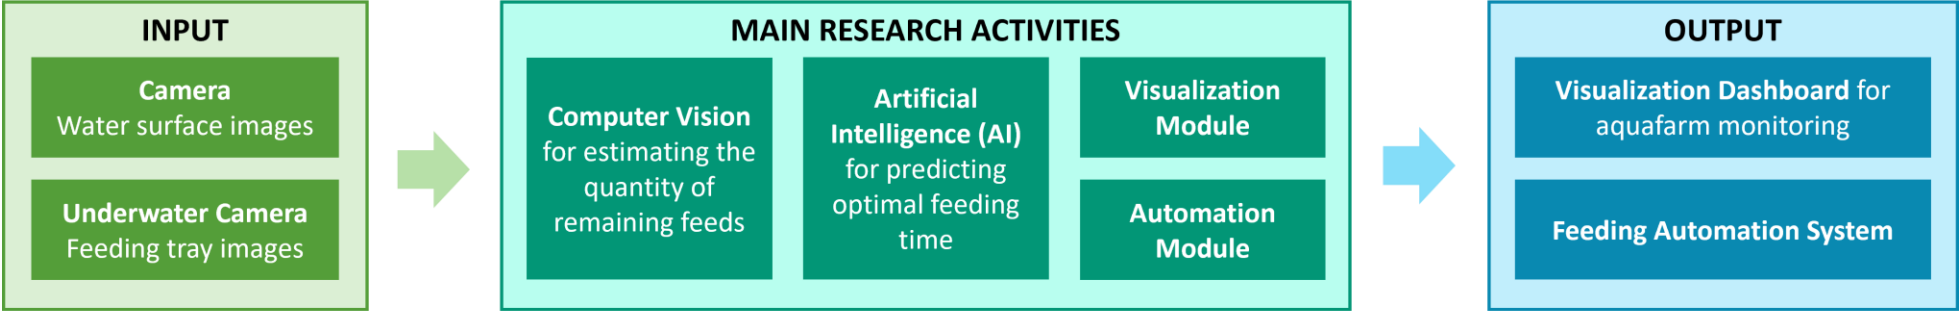 INPUT
Camera
Water surface images
Underwater Camera
Feeding tray images
MAIN RESEARCH ACTIVITIES
Computer Vision
for estimating the
quantity of
remaining feeds
Artificial
Intelligence (AI)
for predicting
optimal feeding
time
Visualization
Module
Automation
Module
OUTPUT
Visualization Dashboard for
aquafarm monitoring
Feeding Automation System